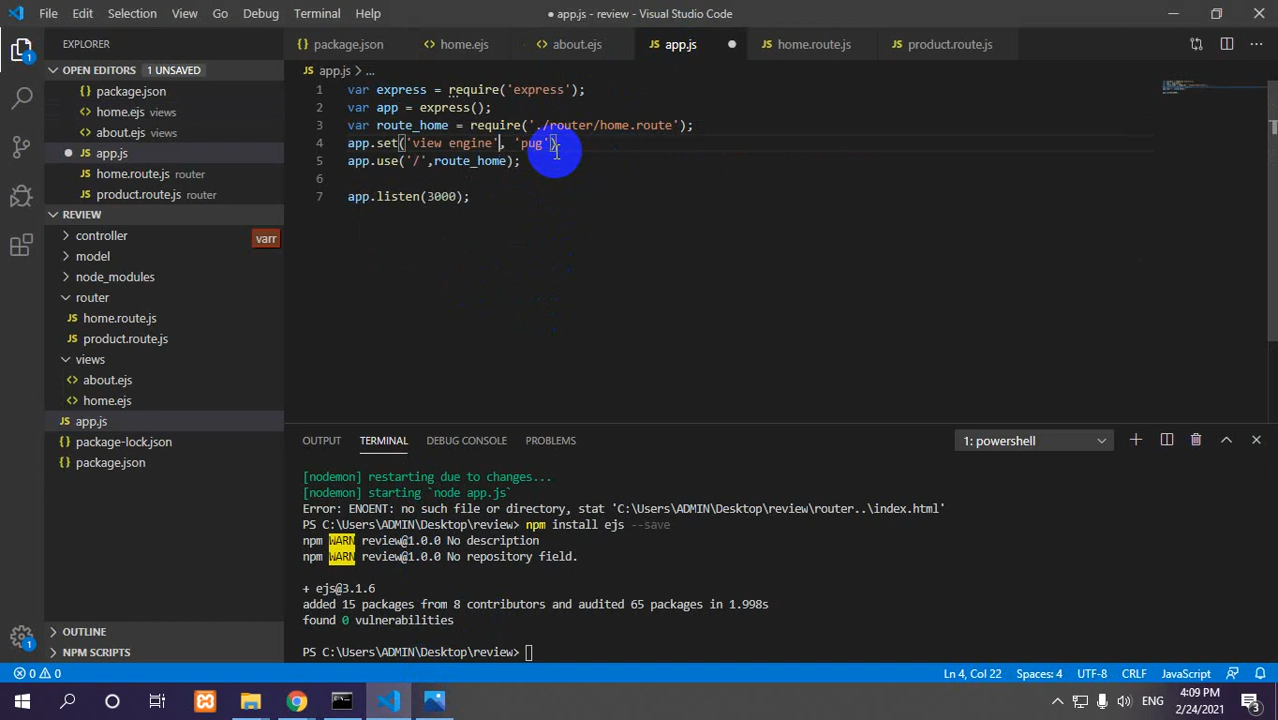 File Edit Selection View Go Debug Terminal Help
● app.js - review - Visual Studio Code
EXPLORER
OPEN EDITORS 1 UNSAVED
package.json
home.ejs views
about.ejs views
app.js
home.route.js router
product.route.js router
REVIEW
controller
varr
model
node_modules
router
home.route.js
product.route.js
views
about.ejs
home.ejs
JS app.js
package-lock.json
package.json
OUTLINE
NPM SCRIPTS
package.json home.ejs about.ejs JS app.js JS home.route.js JS product.route.js
JS app.js > ...
1 var express = require('express');
2 var app = express();
3 var route_home = require('./router/home.route');
4 app.set('view engine', 'pug')
5 app.use('/',route_home);
6
7 app.listen(3000);
OUTPUT TERMINAL DEBUG CONSOLE PROBLEMS
1: powershell
[nodemon] restarting due to changes...
[nodemon] starting `node app.js`
Error: ENOENT: no such file or directory, stat 'C:\Users\ADMIN\Desktop\review\router..\index.html'
PS C:\Users\ADMIN\Desktop\review> npm install ejs --save
npm WARN review@1.0.0 No description
npm WARN review@1.0.0 No repository field.
+ ejs@3.1.6
added 15 packages from 8 contributors and audited 65 packages in 1.998s
found 0 vulnerabilities
PS C:\Users\ADMIN\Desktop\review>
0 0
Ln 4, Col 22 Spaces: 4 UTF-8 CRLF JavaScript
ENG
4:09 PM
2/24/2021
3